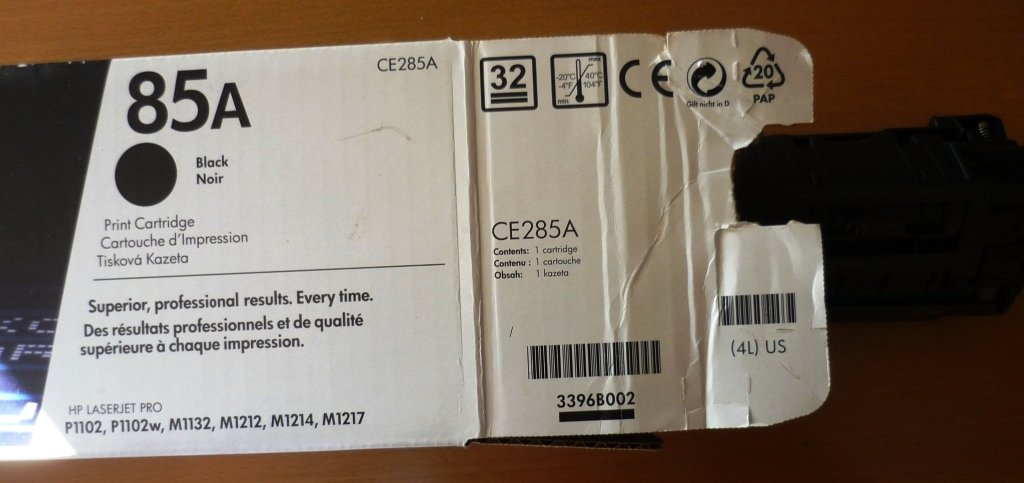 85A
CE285A
Black
Noir
Print Cartridge
Cartouche d'Impression
Tisková Kazeta
Superior, professional results. Every time.
Des résultats professionnels et de qualité
supérieure à chaque impression.
HP LASERJET PRO
P1102, P1102w, M1132, M1212, M1214, M1217
32
max
-20°C 40°C
-4°F 104°F
min
CE
Gilt nicht in D
20
PAP
CE285A
Contents: 1 cartridge
Contenu : 1 cartouche
Obsah: 1 kazeta
3396B002
(4L) US